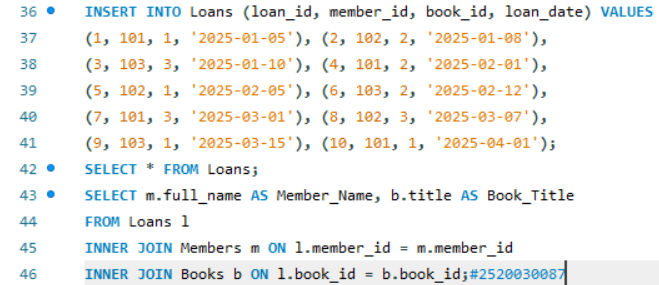 36 INSERT INTO Loans (loan_id, member_id, book_id, loan_date) VALUES
37 (1, 101, 1, '2025-01-05'), (2, 102, 2, '2025-01-08'),
38 (3, 103, 3, '2025-01-10'), (4, 101, 2, '2025-02-01'),
39 (5, 102, 1, '2025-02-05'), (6, 103, 2, '2025-02-12'),
40 (7, 101, 3, '2025-03-01'), (8, 102, 3, '2025-03-07'),
41 (9, 103, 1, '2025-03-15'), (10, 101, 1, '2025-04-01');
42 SELECT * FROM Loans;
43 SELECT m.full_name AS Member_Name, b.title AS Book_Title
44 FROM Loans l
45 INNER JOIN Members m ON l.member_id = m.member_id
46 INNER JOIN Books b ON l.book_id = b.book_id;#2520030087